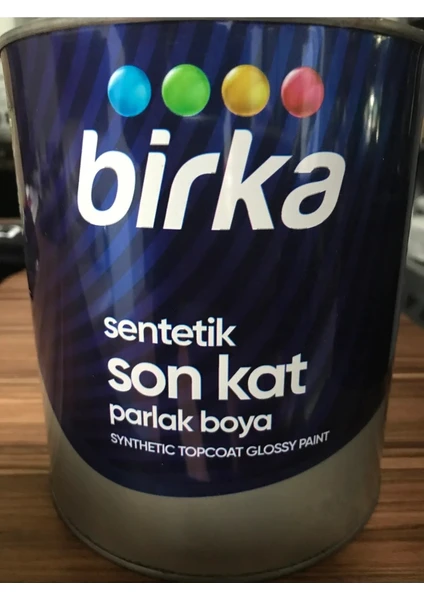 birka
sentetik
son kat
parlak boya
SYNTHETIC TOPCOAT GLOSSY PAINT